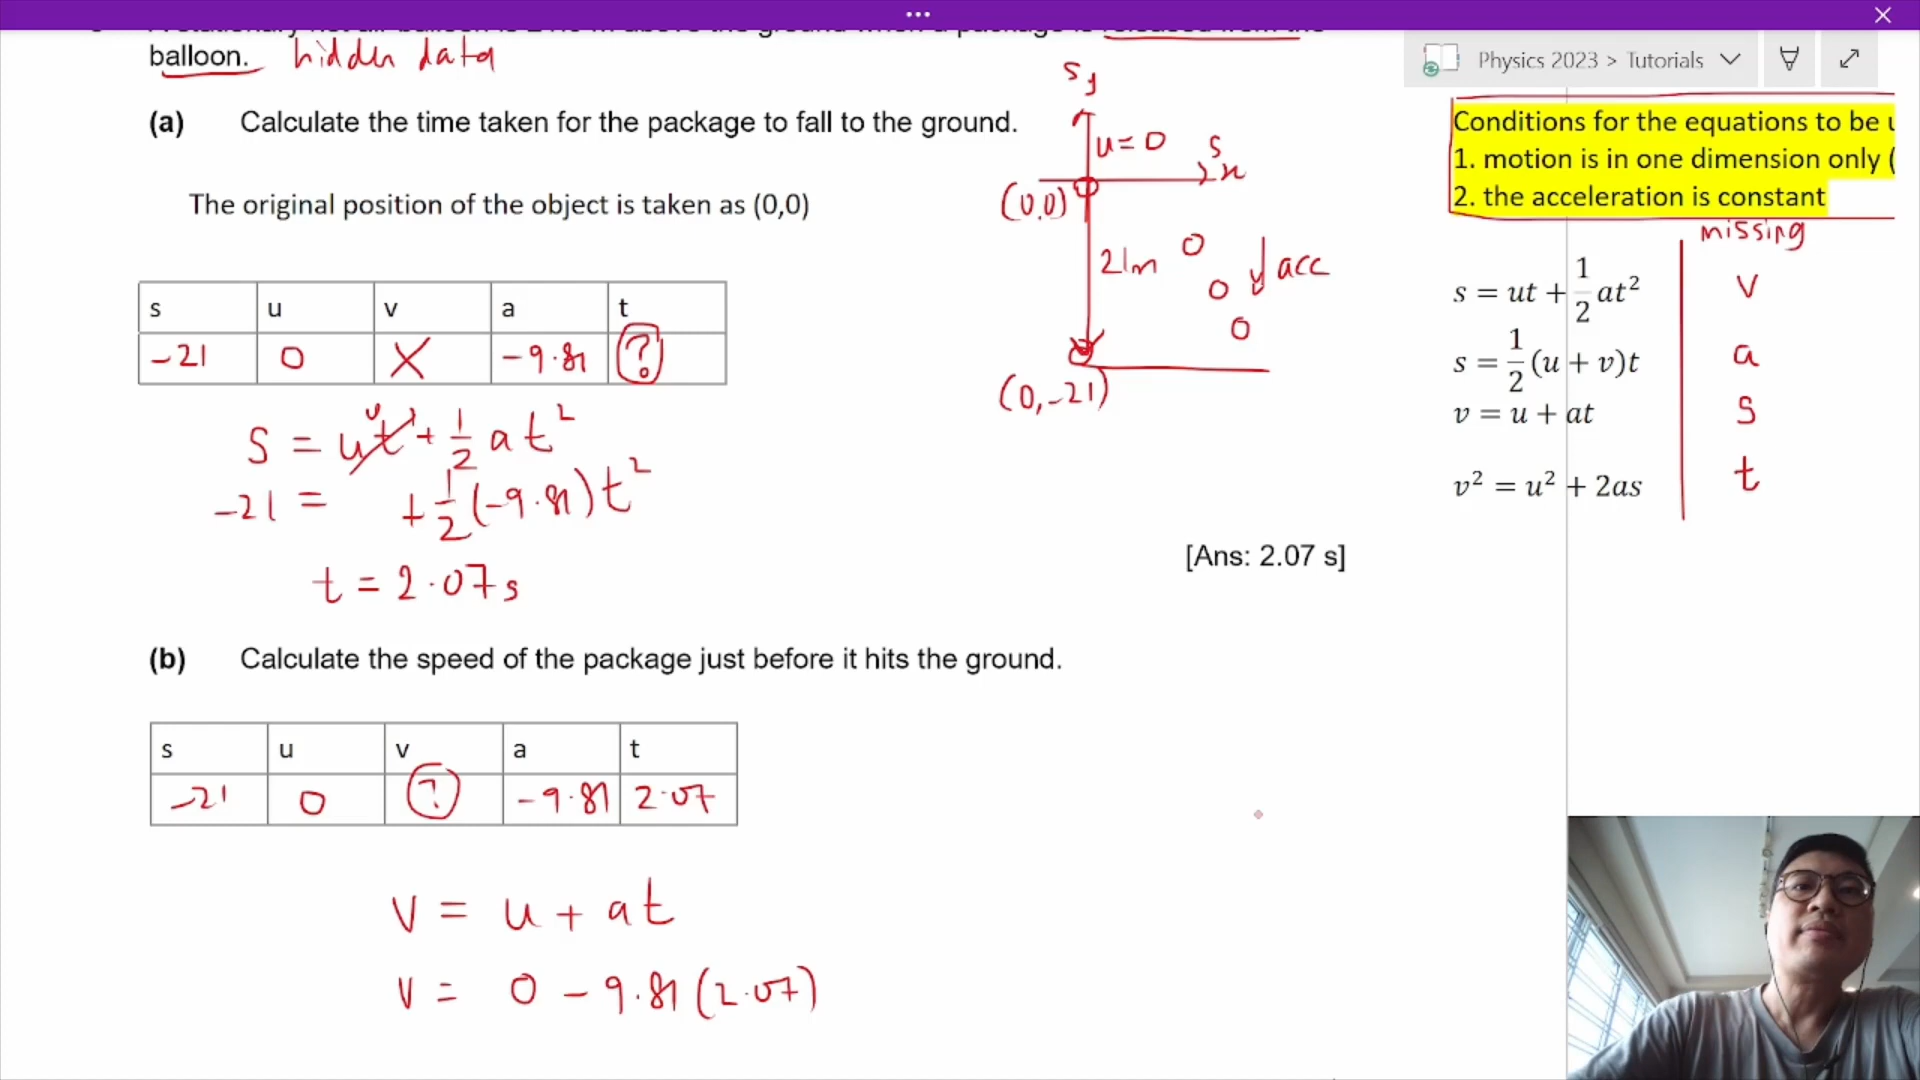 balloon. hidden data
(a) Calculate the time taken for the package to fall to the ground.
The original position of the object is taken as (0,0)
s u v a t
-21 0 X -9.81 ?
s = ut + 1/2 at²
-21 = + 1/2 (-9.81)t²
t = 2.07s
sy
u = 0
sx
(0,0)
21m
acc
(0,-21)
[Ans: 2.07 s]
(b) Calculate the speed of the package just before it hits the ground.
s u v a t
-21 0 ? -9.81 2.07
v = u + at
v = 0 - 9.81 (2.07)
Physics 2023 > Tutorials
Conditions for the equations to be
1. motion is in one dimension only (
2. the acceleration is constant
missing
s = ut + 1/2 at² v
s = 1/2 (u + v)t a
v = u + at s
v² = u² + 2as t